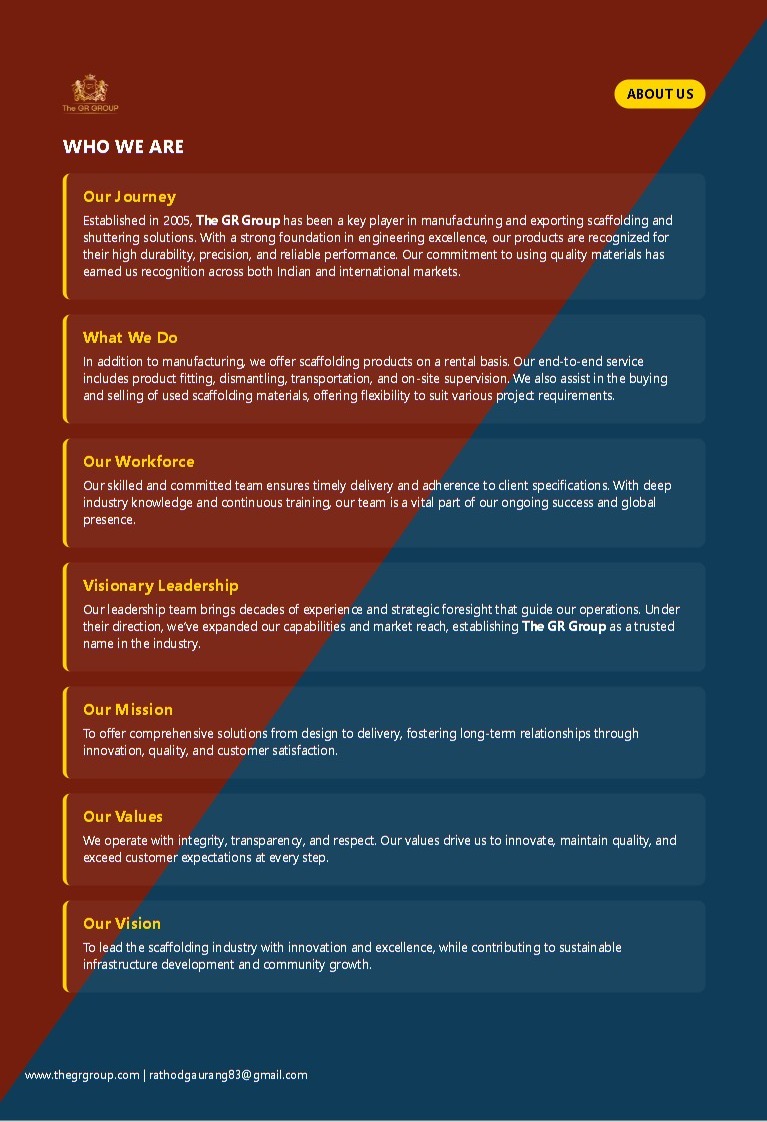 The GR GROUP
ABOUT US
WHO WE ARE
Our Journey
Established in 2005, The GR Group has been a key player in manufacturing and exporting scaffolding and
shuttering solutions. With a strong foundation in engineering excellence, our products are recognized for
their high durability, precision, and reliable performance. Our commitment to using quality materials has
earned us recognition across both Indian and international markets.
What We Do
In addition to manufacturing, we offer scaffolding products on a rental basis. Our end-to-end service
includes product fitting, dismantling, transportation, and on-site supervision. We also assist in the buying
and selling of used scaffolding materials, offering flexibility to suit various project requirements.
Our Workforce
Our skilled and committed team ensures timely delivery and adherence to client specifications. With deep
industry knowledge and continuous training, our team is a vital part of our ongoing success and global
presence.
Visionary Leadership
Our leadership team brings decades of experience and strategic foresight that guide our operations. Under
their direction, we've expanded our capabilities and market reach, establishing The GR Group as a trusted
name in the industry.
Our Mission
To offer comprehensive solutions from design to delivery, fostering long-term relationships through
innovation, quality, and customer satisfaction.
Our Values
We operate with integrity, transparency, and respect. Our values drive us to innovate, maintain quality, and
exceed customer expectations at every step.
Our Vision
To lead the scaffolding industry with innovation and excellence, while contributing to sustainable
infrastructure development and community growth.
www.thegrgroup.com | rathodgaurang83@gmail.com